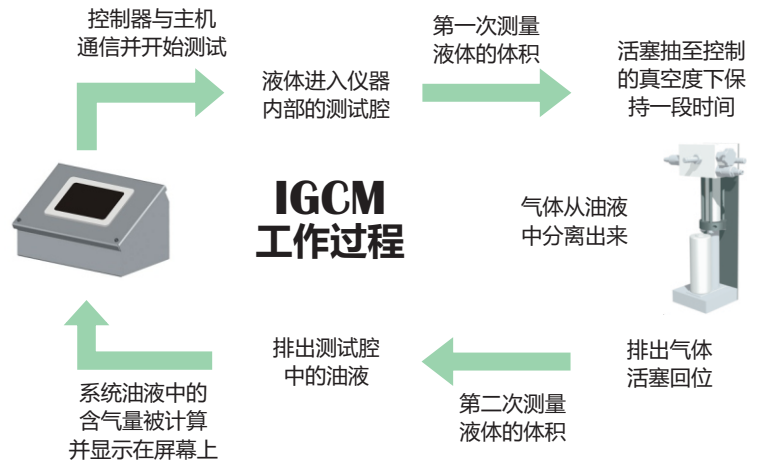 控制器与主机
通信并开始测试
液体进入仪器
内部的测试腔
第一次测量
液体的体积
活塞抽至控制
的真空度下保
持一段时间
IGCM
工作过程
气体从油液
中分离出来
排出气体
活塞回位
第二次测量
液体的体积
排出测试腔
中的油液
系统油液中的
含气量被计算
并显示在屏幕上